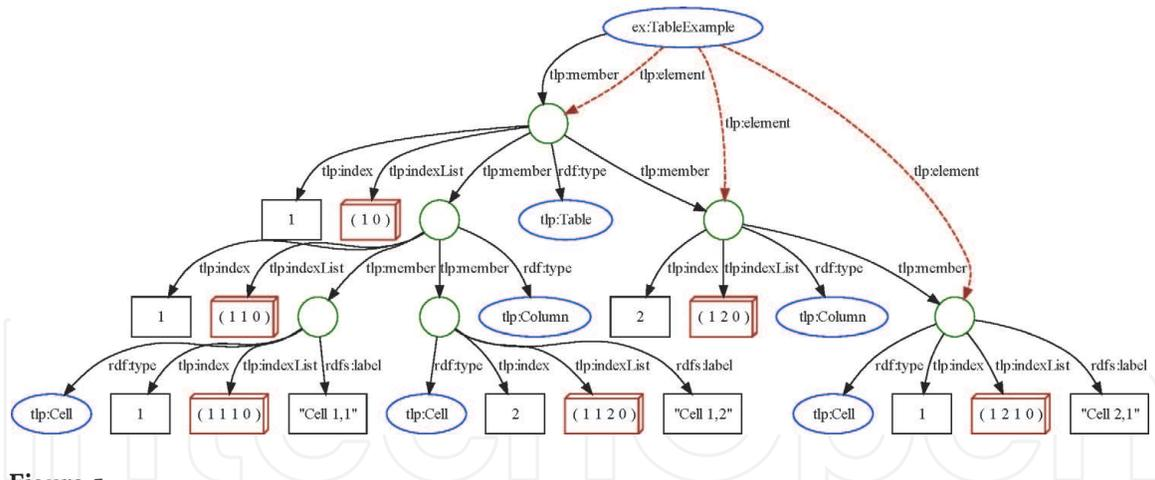 ex:TableExample
tlp:member
tlp:element
tlp:element
tlp:element
tlp:index
tlp:indexList
tlp:member
rdf:type
tlp:member
1
( 1 0 )
tlp:Table
tlp:index
tlp:indexList
tlp:member
tlp:member
rdf:type
tlp:index
tlp:indexList
rdf:type
tlp:member
1
( 1 1 0 )
tlp:Column
2
( 1 2 0 )
tlp:Column
rdf:type
tlp:index
tlp:indexList
rdfs:label
rdf:type
tlp:index
tlp:indexList
rdfs:label
rdf:type
tlp:index
tlp:indexList
rdfs:label
tlp:Cell
1
( 1 1 1 0 )
"Cell 1,1"
tlp:Cell
2
( 1 1 2 0 )
"Cell 1,2"
tlp:Cell
1
( 1 2 1 0 )
"Cell 2,1"